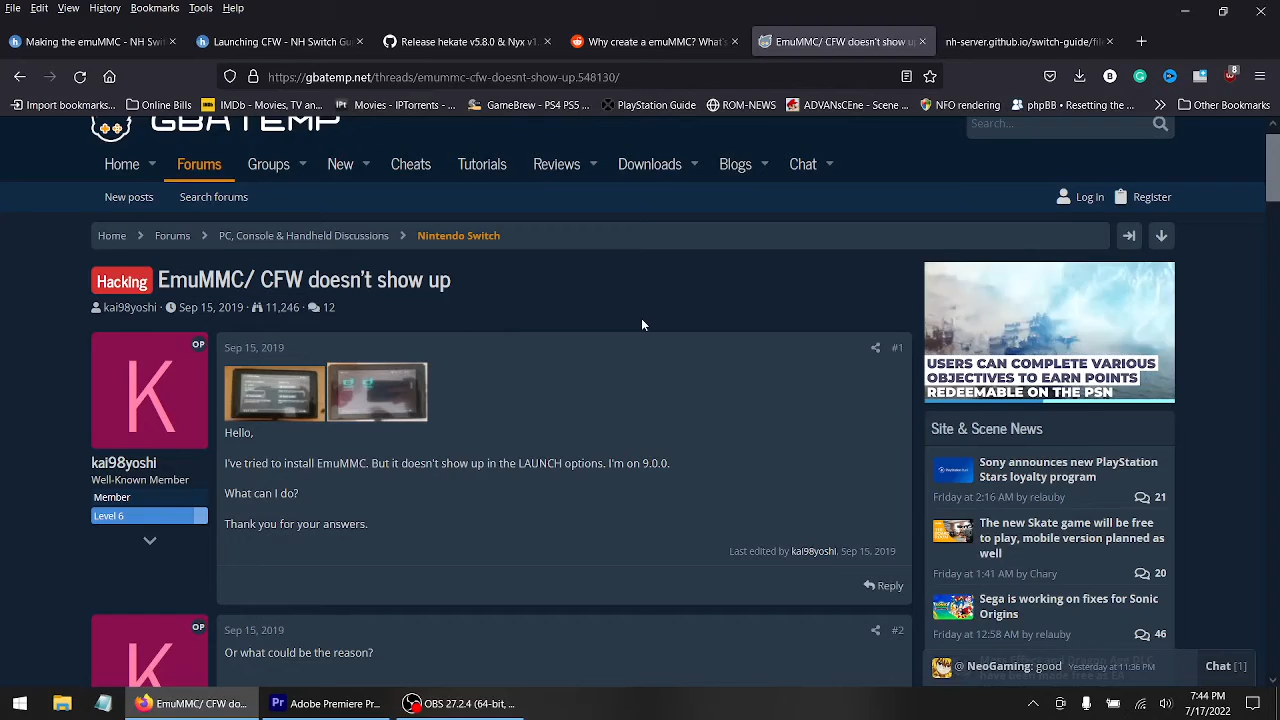 File Edit View History Bookmarks Tools Help
Making the emuMMC - NH Swi
Launching CFW - NH Switch Gu
Release hekate v5.8.0 & Nyx v1.
Why create a emuMMC? What's
EmuMMC/ CFW doesn't show u
nh-server.github.io/switch-guide/file
https://gbatemp.net/threads/emummc-cfw-doesnt-show-up.548130/
8
Import bookmarks... Online Bills IMDb - Movies, TV an... Movies - IPTorrents - ... GameBrew - Ps4 PS5 ... PlayStation Guide ROM-NEWS ADVANsCEne - Scene ... NFO rendering phpBB • Resetting the ... Other Bookmarks
GBATEMP
Search...
Home Forums Groups New Cheats Tutorials Reviews Downloads Blogs Chat
New posts Search forums Log in Register
Home > Forums > PC, Console & Handheld Discussions > Nintendo Switch
Hacking EmuMMC/ CFW doesn't show up
kai98yoshi · Sep 15, 2019 · 11,246 · 12
K
OP
kai98yoshi
Well-Known Member
Member
Level 6
Sep 15, 2019 #1
Hello,
I've tried to install EmuMMC. But it doesn't show up in the LAUNCH options. I'm on 9.0.0.
What can I do?
Thank you for your answers.
Last edited by kai98yoshi, Sep 15, 2019
Reply
K
OP
Sep 15, 2019 #2
Or what could be the reason?
USERS CAN COMPLETE VARIOUS
OBJECTIVES TO EARN POINTS
REDEEMABLE ON THE PSN
Site & Scene News
Sony announces new PlayStation
Stars loyalty program
Friday at 2:16 AM by relauby 21
The new Skate game will be free
to play, mobile version planned as
well
Friday at 1:41 AM by Chary 20
Sega is working on fixes for Sonic
Origins
Friday at 12:58 AM by relauby 46
have been made free as EA
@ NeoGaming: good Yesterday at 11:36 PM Chat [1]
EmuMMC/ CFW do...
Adobe Premiere Pr...
OBS 27.2.4 (64-bit, ...
7:44 PM
7/17/2022